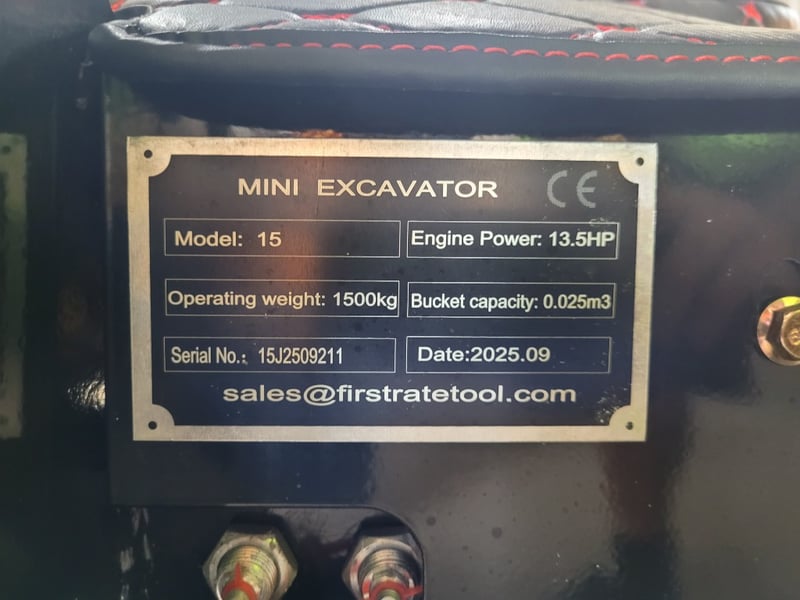 MINI EXCAVATOR CE
Model: 15 Engine Power: 13.5HP
Operating weight: 1500kg Bucket capacity: 0.025m3
Serial No.: 15J2509211 Date:2025.09
sales@firstratetool.com